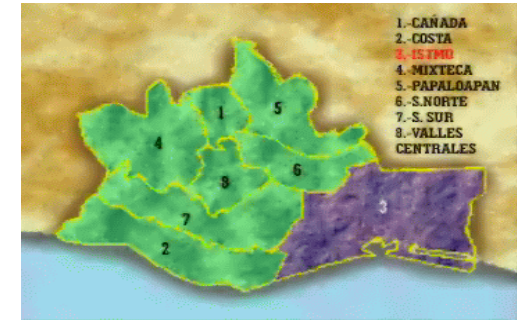 1.-CAÑADA
2.-COSTA
3.-ISTMO
4.-MIXTECA
5.-PAPALOAPAN
6.-S.NORTE
7.-S. SUR
8.-VALLES
CENTRALES
1
5
4
6
8
3
7
2